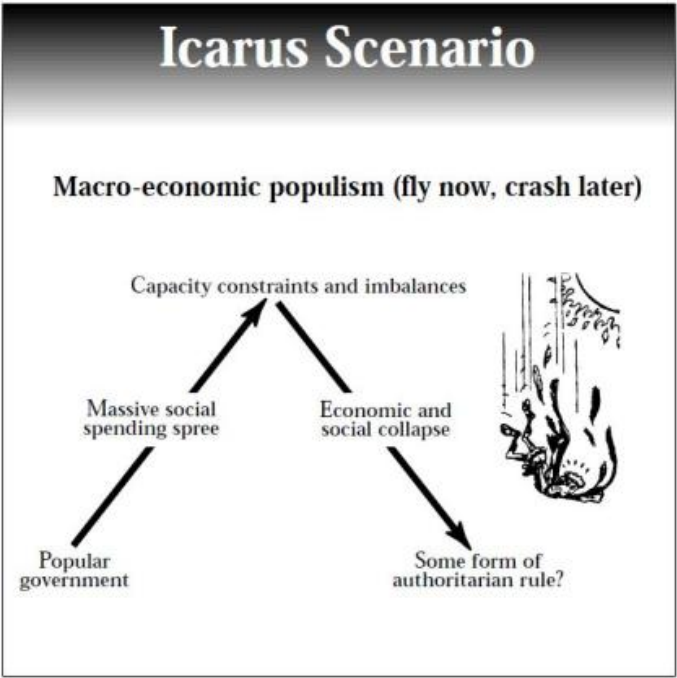 Icarus Scenario
Macro-economic populism (fly now, crash later)
Capacity constraints and imbalances
Massive social
spending spree
Economic and
social collapse
Popular
government
Some form of
authoritarian rule?